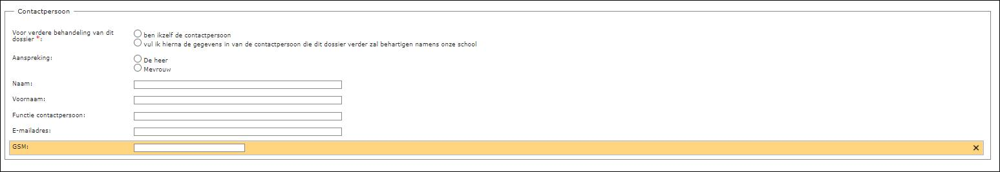 Contactpersoon
Voor verdere behandeling van dit
dossier *:
ben ikzelf de contactpersoon
vul ik hierna de gegevens in van de contactpersoon die dit dossier verder zal behartigen namens onze school
Aanspreking:
De heer
Mevrouw
Naam:
Voornaam:
Functie contactpersoon:
E-mailadres:
GSM: